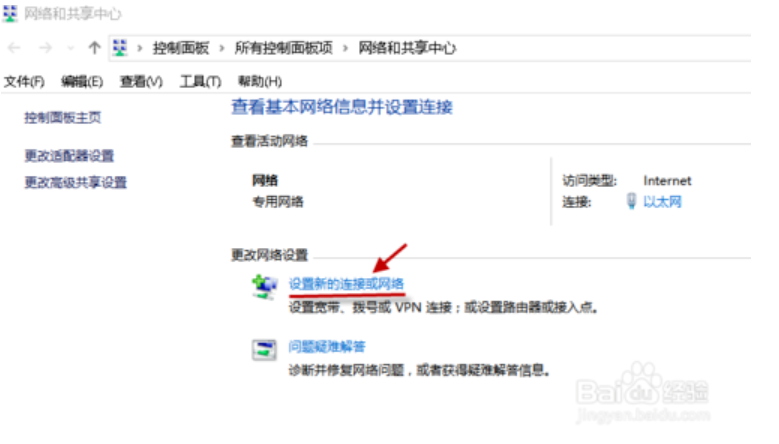 网络和共享中心
控制面板 › 所有控制面板项 › 网络和共享中心
文件(F) 编辑(E) 查看(V) 工具(T) 帮助(H)
控制面板主页
更改适配器设置
更改高级共享设置
查看基本网络信息并设置连接
查看活动网络
网络
专用网络
访问类型: Internet
连接: 以太网
更改网络设置
设置新的连接或网络
设置宽带、拨号或 VPN 连接；或设置路由器或接入点。
问题疑难解答
诊断并修复网络问题，或者获得疑难解答信息。
Baidu 经验
jingyan.baidu.com